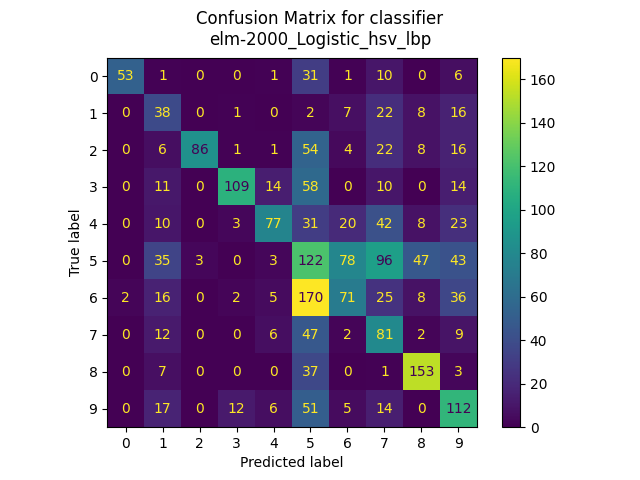 Confusion Matrix for classifier
elm-2000_Logistic_hsv_lbp
0 53 1 0 0 1 31 1 10 0 6
1 0 38 0 1 0 2 7 22 8 16
2 0 6 86 1 1 54 4 22 8 16
3 0 11 0 109 14 58 0 10 0 14
4 0 10 0 3 77 31 20 42 8 23
5 0 35 3 0 3 122 78 96 47 43
6 2 16 0 2 5 170 71 25 8 36
7 0 12 0 0 6 47 2 81 2 9
8 0 7 0 0 0 37 0 1 153 3
9 0 17 0 12 6 51 5 14 0 112
0 1 2 3 4 5 6 7 8 9
Predicted label
True label
160
140
120
100
80
60
40
20
0